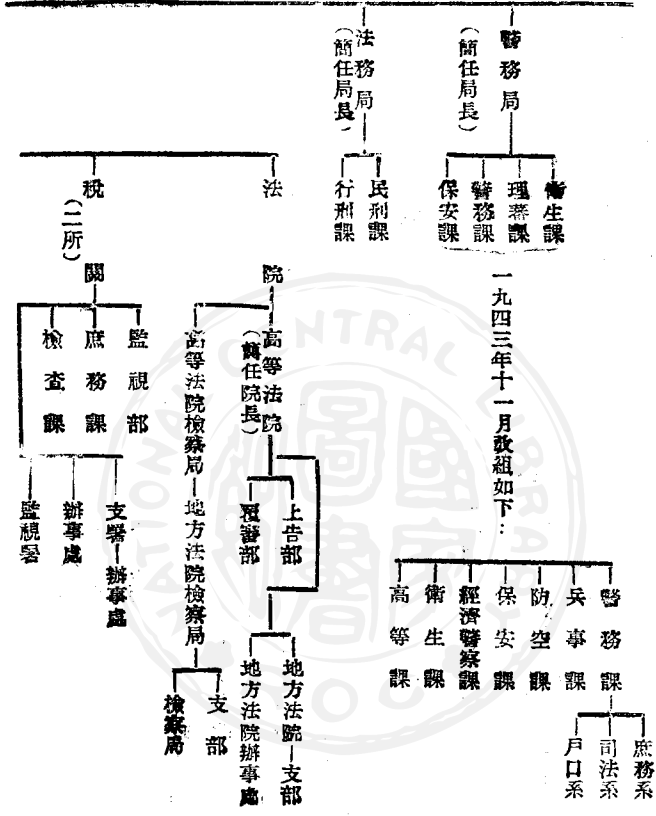 警務局
(簡任局長)
衛生課
理蕃課
警務課
保安課
一九四三年十一月改組如下：
警務課
庶務系
司法系
戸口系
兵事課
防空課
保安課
經濟警察課
衛生課
高等課
法務局
(簡任局長)
民刑課
行刑課
法院
高等法院
(簡任院長)
上告部
覆審部
地方法院—支部
地方法院辦事處
高等法院檢察局—地方法院檢察局
支部
檢察局
稅關
(二所)
監視部
庶務課
檢查課
支署—辦事處
辦事處
監視署
NATIONAL CENTRAL LIBRARY